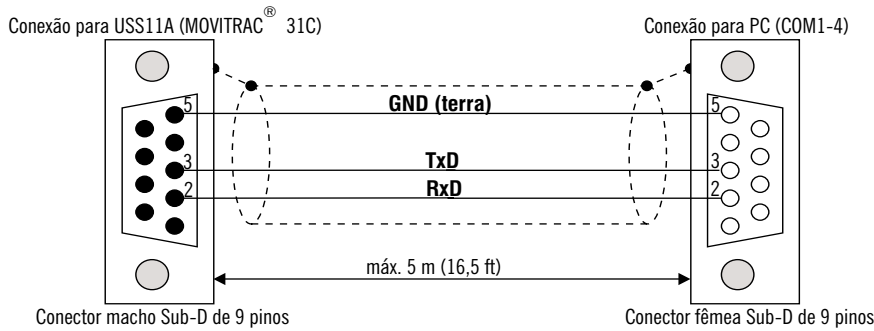 Conexão para USS11A (MOVITRAC® 31C)
Conexão para PC (COM1-4)
5 GND (terra) 5
3 TxD 3
2 RxD 2
máx. 5 m (16,5 ft)
Conector macho Sub-D de 9 pinos
Conector fêmea Sub-D de 9 pinos